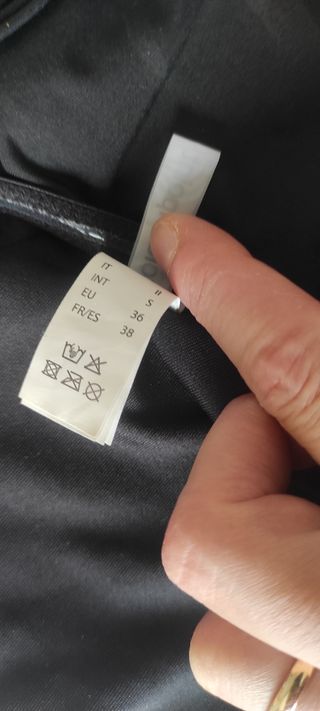 IT "
INT S
EU 36
FR/ES 38